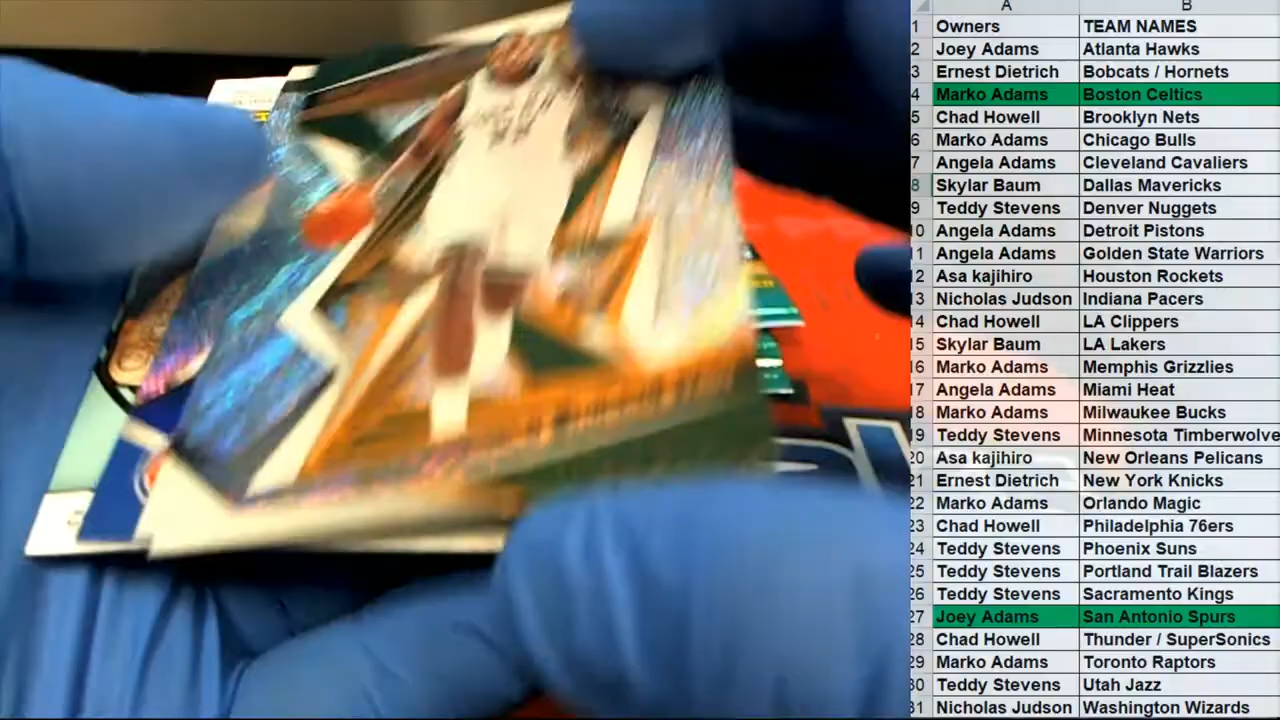 A B
1 Owners TEAM NAMES
2 Joey Adams Atlanta Hawks
3 Ernest Dietrich Bobcats / Hornets
4 Marko Adams Boston Celtics
5 Chad Howell Brooklyn Nets
6 Marko Adams Chicago Bulls
7 Angela Adams Cleveland Cavaliers
8 Skylar Baum Dallas Mavericks
9 Teddy Stevens Denver Nuggets
10 Angela Adams Detroit Pistons
11 Angela Adams Golden State Warriors
12 Asa kajihiro Houston Rockets
13 Nicholas Judson Indiana Pacers
14 Chad Howell LA Clippers
15 Skylar Baum LA Lakers
16 Marko Adams Memphis Grizzlies
17 Angela Adams Miami Heat
18 Marko Adams Milwaukee Bucks
19 Teddy Stevens Minnesota Timberwolve
20 Asa kajihiro New Orleans Pelicans
21 Ernest Dietrich New York Knicks
22 Marko Adams Orlando Magic
23 Chad Howell Philadelphia 76ers
24 Teddy Stevens Phoenix Suns
25 Teddy Stevens Portland Trail Blazers
26 Teddy Stevens Sacramento Kings
27 Joey Adams San Antonio Spurs
28 Chad Howell Thunder / SuperSonics
29 Marko Adams Toronto Raptors
30 Teddy Stevens Utah Jazz
31 Nicholas Judson Washington Wizards